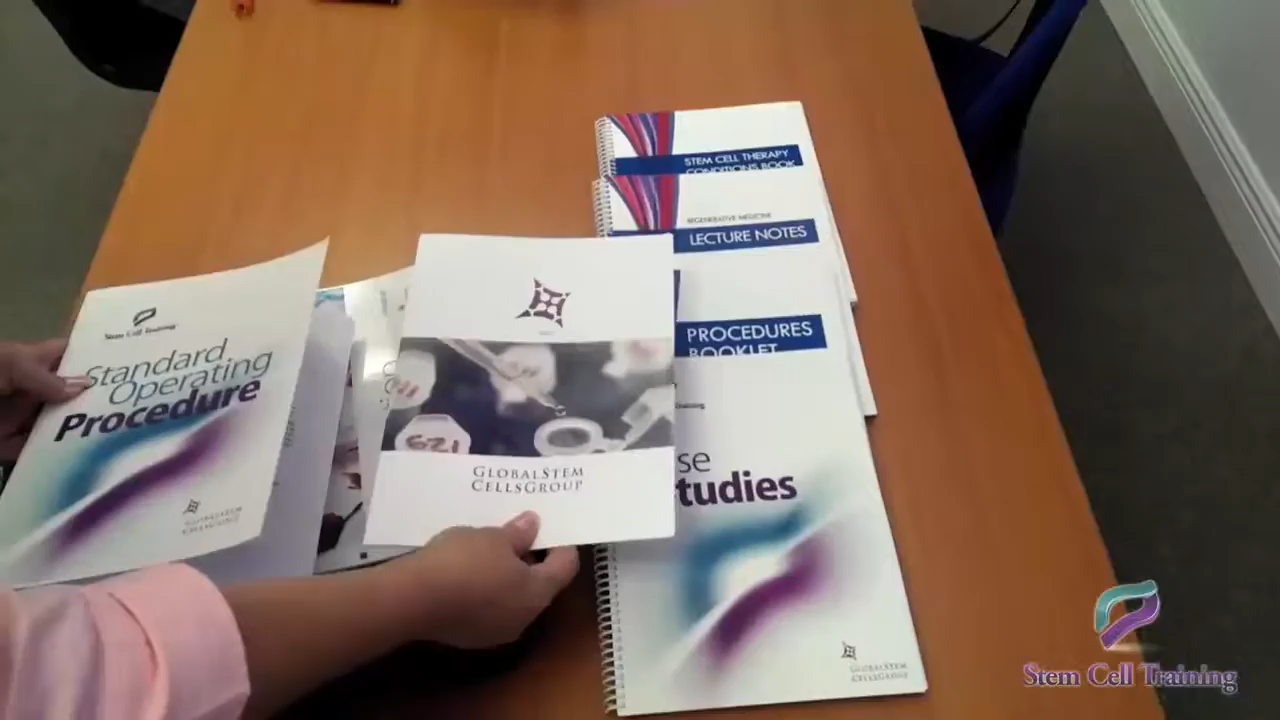 STEM CELL THERAPY
CONDITIONS BOOK
REGENERATIVE MEDICINE
LECTURE NOTES
PROCEDURES
BOOKLET
se
tudies
GLOBALSTEM
CELLSGROUP
Stem Cell Training
Standard
Operating
Procedure
GLOBALSTEM
CELLSGROUP
GLOBALSTEM
CELLSGROUP
G21
Stem Cell Training